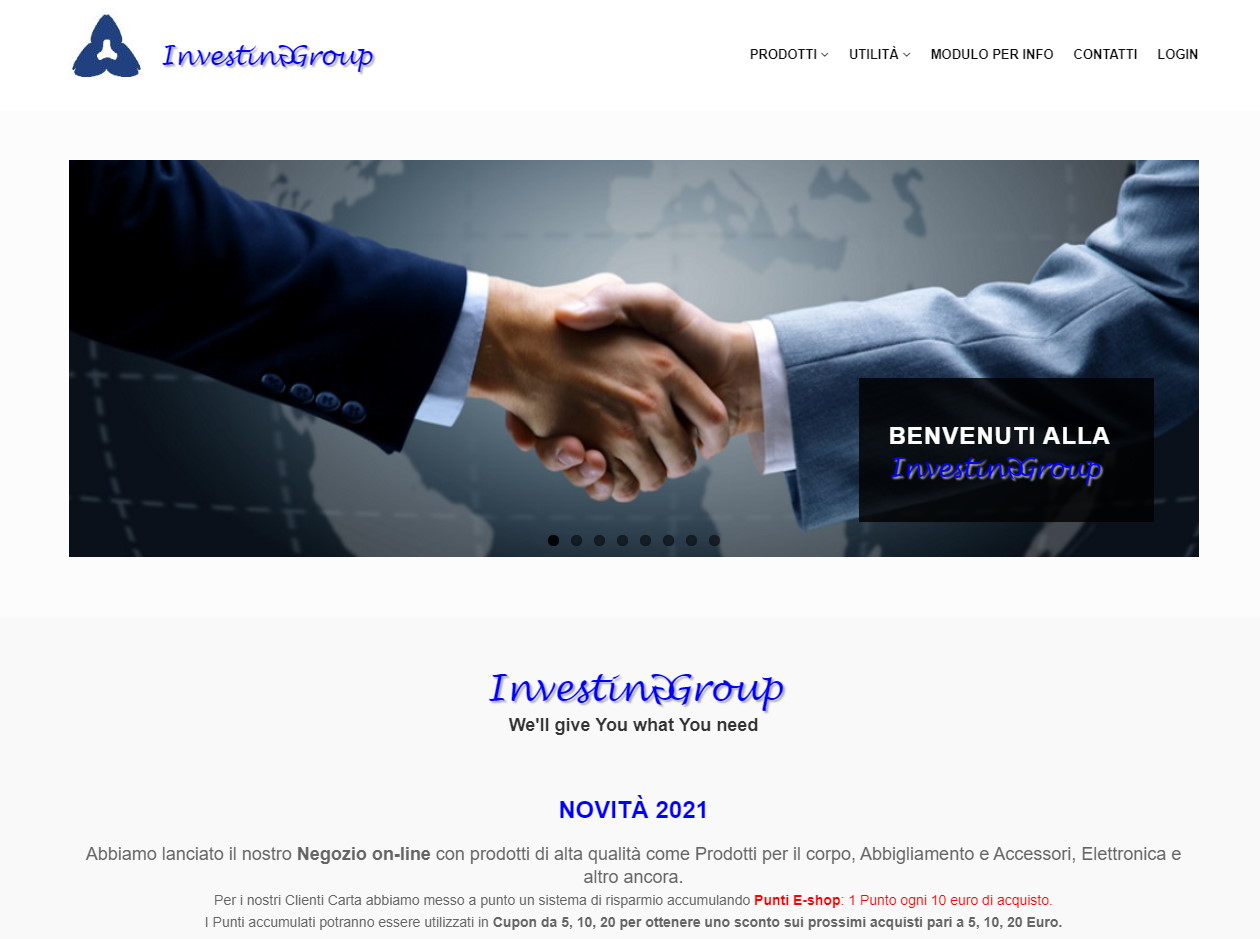 InvestingGroup
PRODOTTI UTILITÀ MODULO PER INFO CONTATTI LOGIN
BENVENUTI ALLA
InvestingGroup
InvestingGroup
We'll give You what You need
NOVITÀ 2021
Abbiamo lanciato il nostro Negozio on-line con prodotti di alta qualità come Prodotti per il corpo, Abbigliamento e Accessori, Elettronica e
altro ancora.
Per i nostri Clienti Carta abbiamo messo a punto un sistema di risparmio accumulando Punti E-shop: 1 Punto ogni 10 euro di acquisto.
I Punti accumulati potranno essere utilizzati in Cupon da 5, 10, 20 per ottenere uno sconto sui prossimi acquisti pari a 5, 10, 20 Euro.